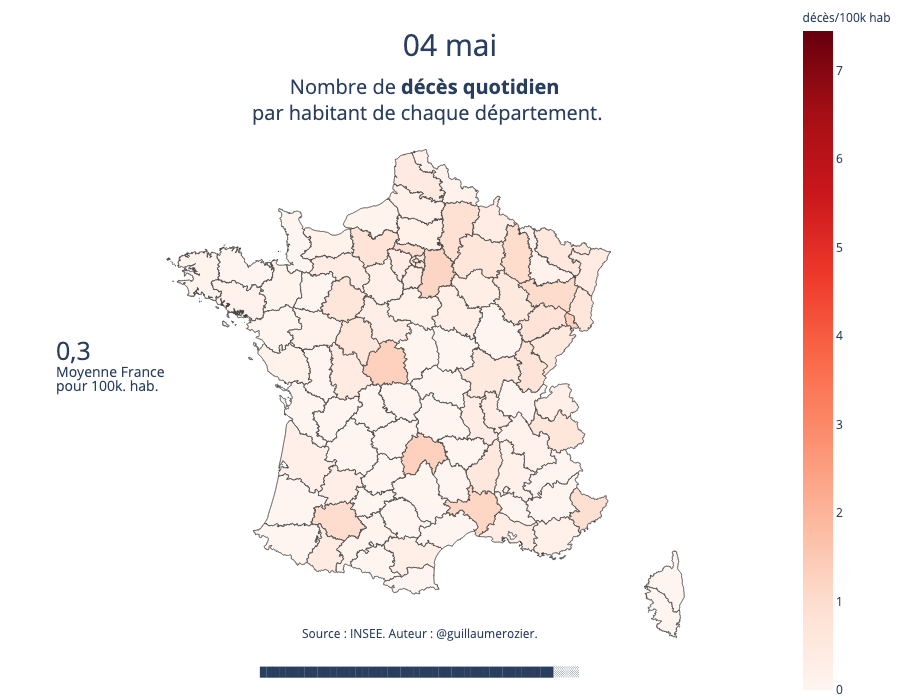 décès/100k hab
04 mai
Nombre de décès quotidien
par habitant de chaque département.
7
6
5
4
3
2
1
0
0,3
Moyenne France
pour 100k. hab.
Source : INSEE. Auteur : @guillaumerozier.